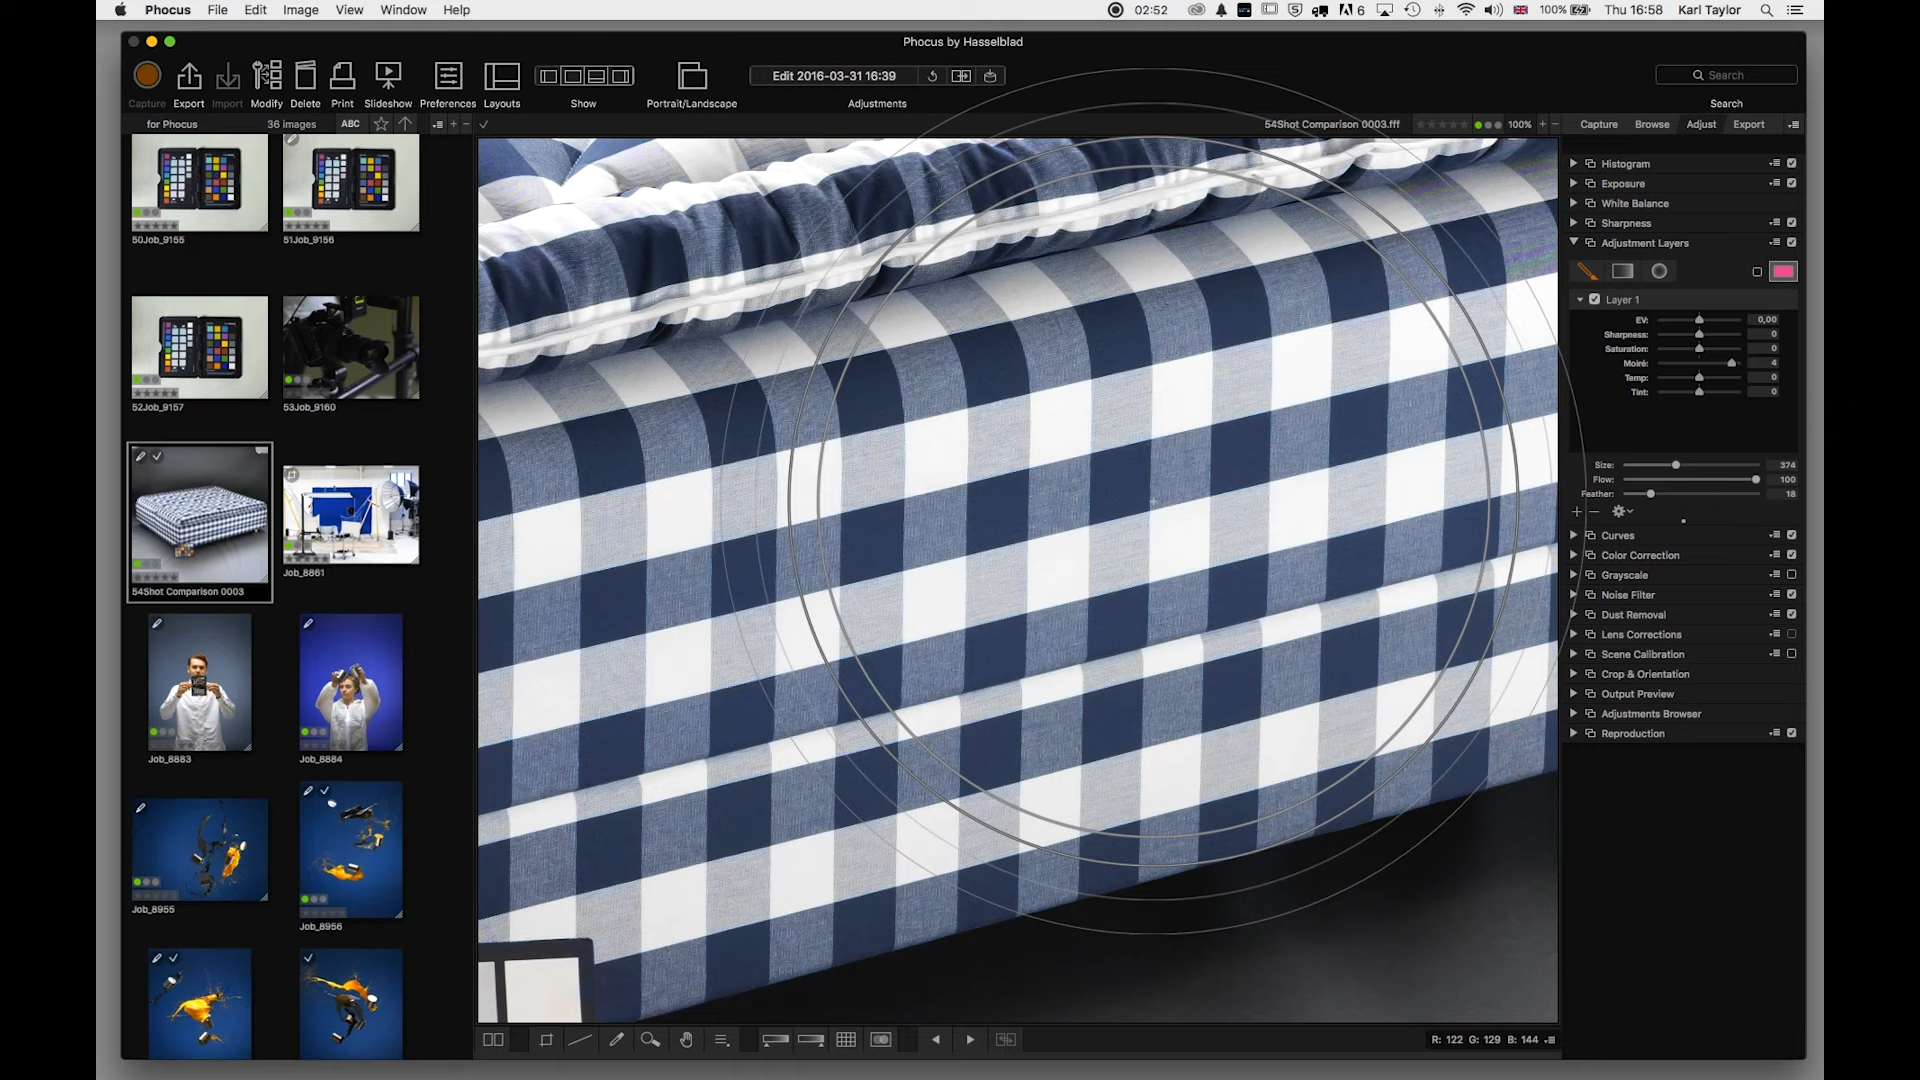 Phocus File Edit Image View Window Help
02:52 6 100% Thu 16:58 Karl Taylor
Phocus by Hasselblad
Edit 2016-03-31 16:39
Search
Capture Export Import Modify Delete Print Slideshow Preferences Layouts Show Portrait/Landscape Adjustments Search
for Phocus 36 images ABC
54Shot Comparison 0003.fff 100%
Capture Browse Adjust Export
50Job_9155
51Job_9156
52Job_9157
53Job_9160
54Shot Comparison 0003
Job_8861
Job_8883
Job_8884
Job_8955
Job_8956
Histogram
Exposure
White Balance
Sharpness
Adjustment Layers
Layer 1
EV: 0,00
Sharpness: 0
Saturation: 0
Moiré: 4
Temp: 0
Tint: 0
Size: 374
Flow: 100
Feather: 18
Curves
Color Correction
Grayscale
Noise Filter
Dust Removal
Lens Corrections
Scene Calibration
Crop & Orientation
Output Preview
Adjustments Browser
Reproduction
R: 122 G: 129 B: 144